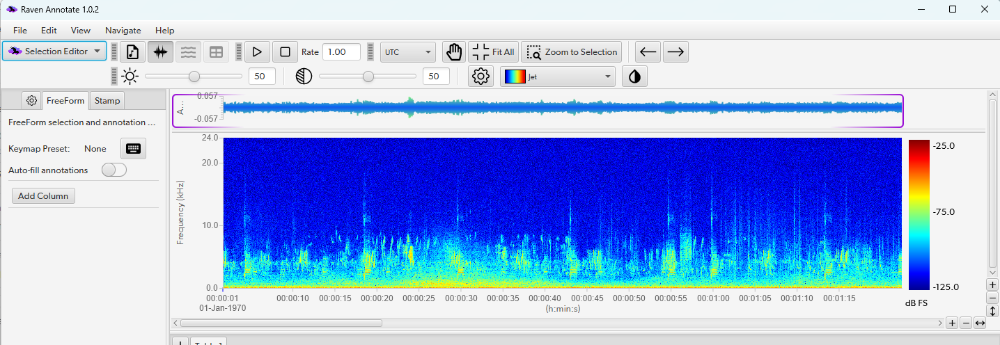 Raven Annotate 1.0.2
File Edit View Navigate Help
Selection Editor
Rate 1.00
UTC
Fit All
Zoom to Selection
50
50
Jet
FreeForm
Stamp
FreeForm selection and annotation ...
Keymap Preset: None
Auto-fill annotations
Add Column
A...
0.057
-0.057
Frequency (kHz)
24.0
20.0
10.0
0.0
00:00:01 00:00:10 00:00:15 00:00:20 00:00:25 00:00:30 00:00:35 00:00:40 00:00:45 00:00:50 00:00:55 00:01:00 00:01:05 00:01:10 00:01:15
01-Jan-1970
(h:min:s)
-25.0
-75.0
-125.0
dB FS